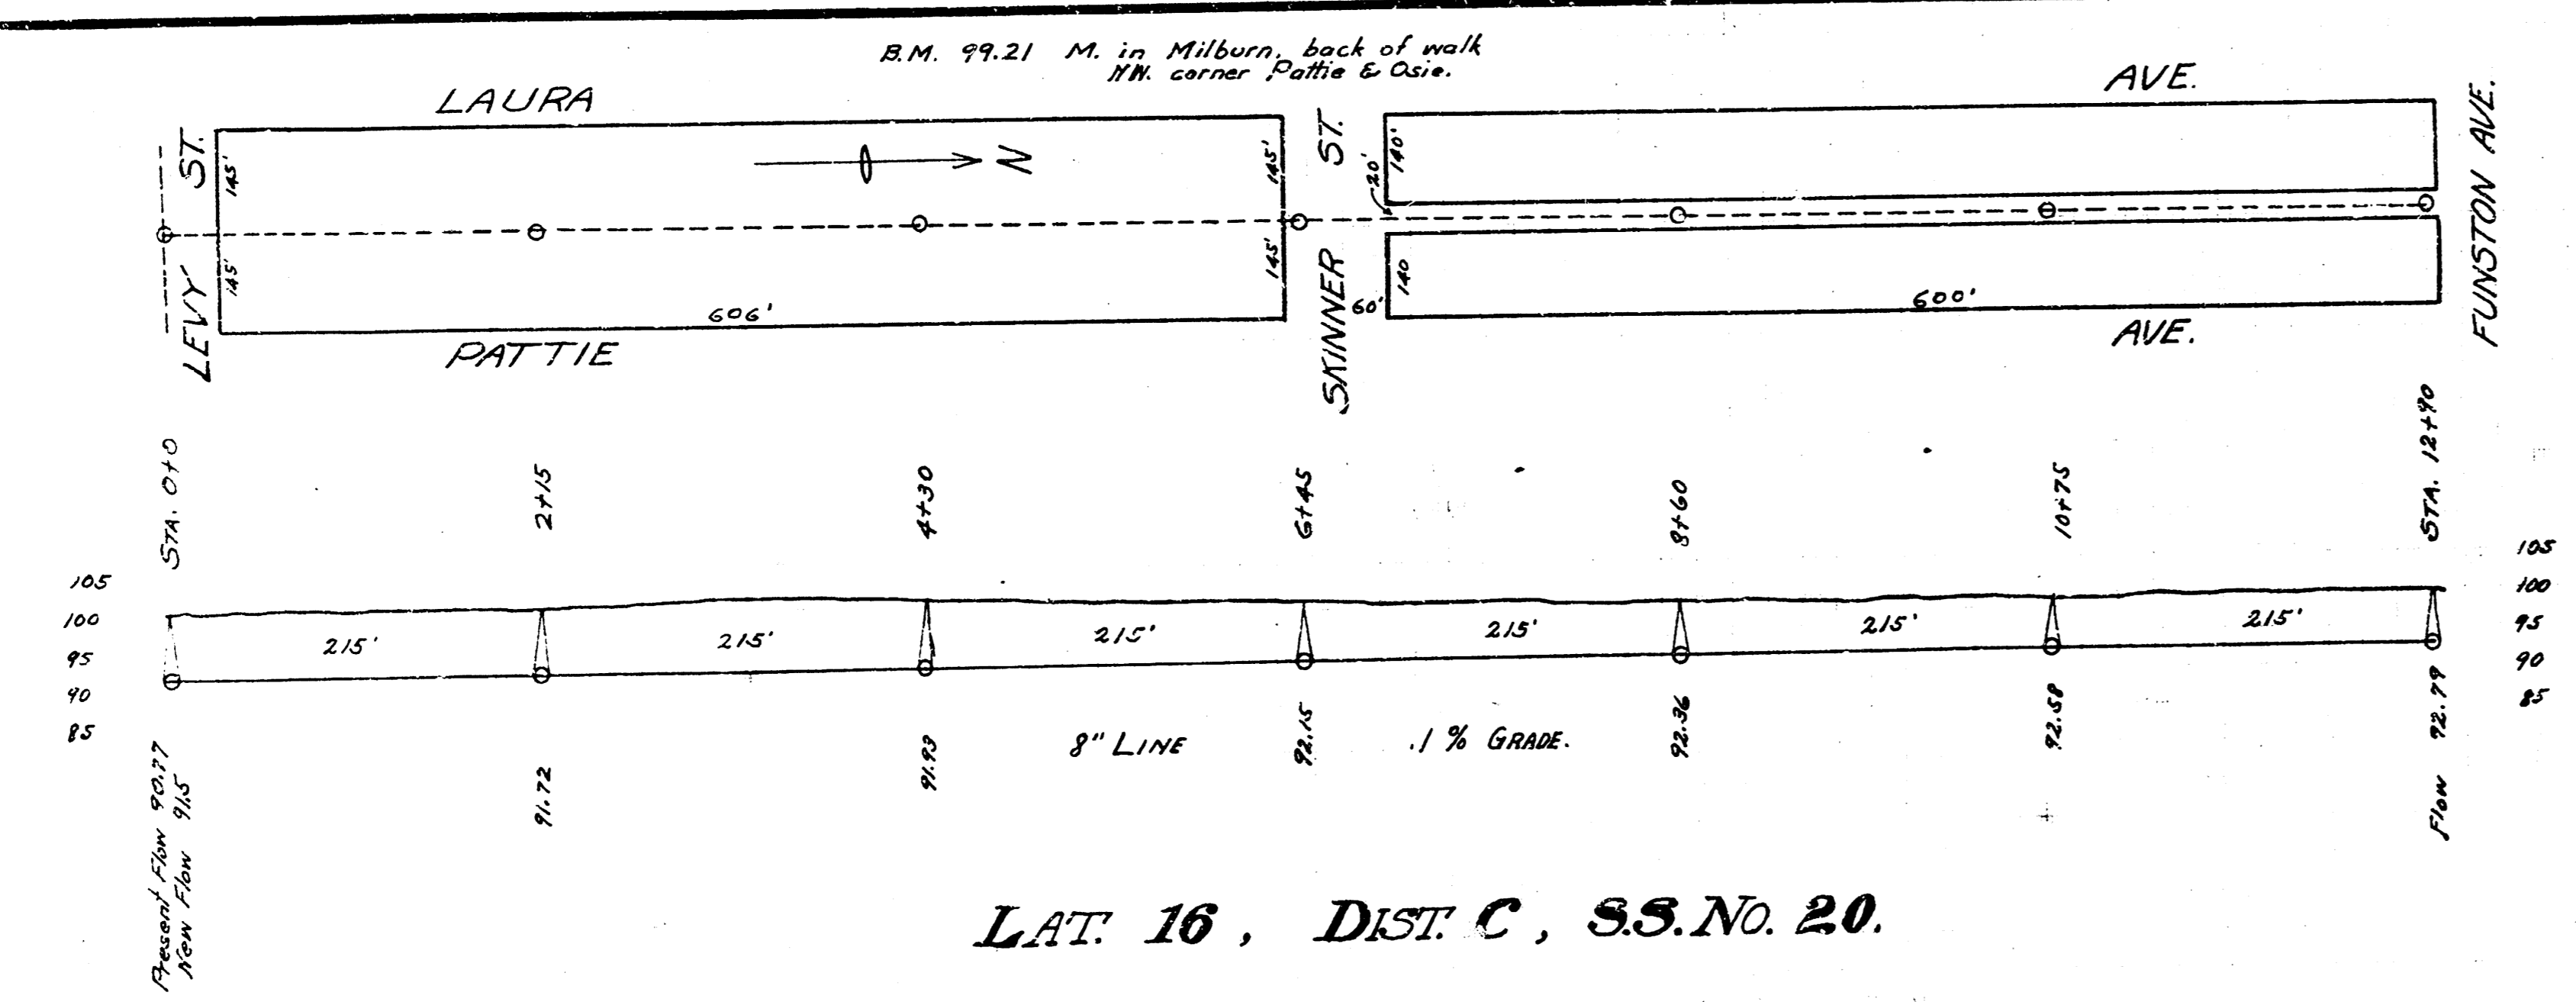 B.M. 99.21 M. in Milburn, back of walk
NW. corner Pattie & Osie.
LAURA AVE.
LEVY ST.
145'
145'
N
145'
145'
SKINNER ST.
20'
140'
140
60'
606'
600'
FUNSTON AVE.
PATTIE AVE.
STA. 0+0
2+15
4+30
6+45
8+60
10+75
STA. 12+90
105
100
95
90
85
215'
215'
215'
215'
215'
215'
105
100
95
90
85
Present Flow 90.77
New Flow 91.5
91.72
91.93
8" LINE
92.15
.1 % GRADE.
92.36
92.58
Flow 92.79
LAT. 16, DIST. C, S.S. NO. 20.